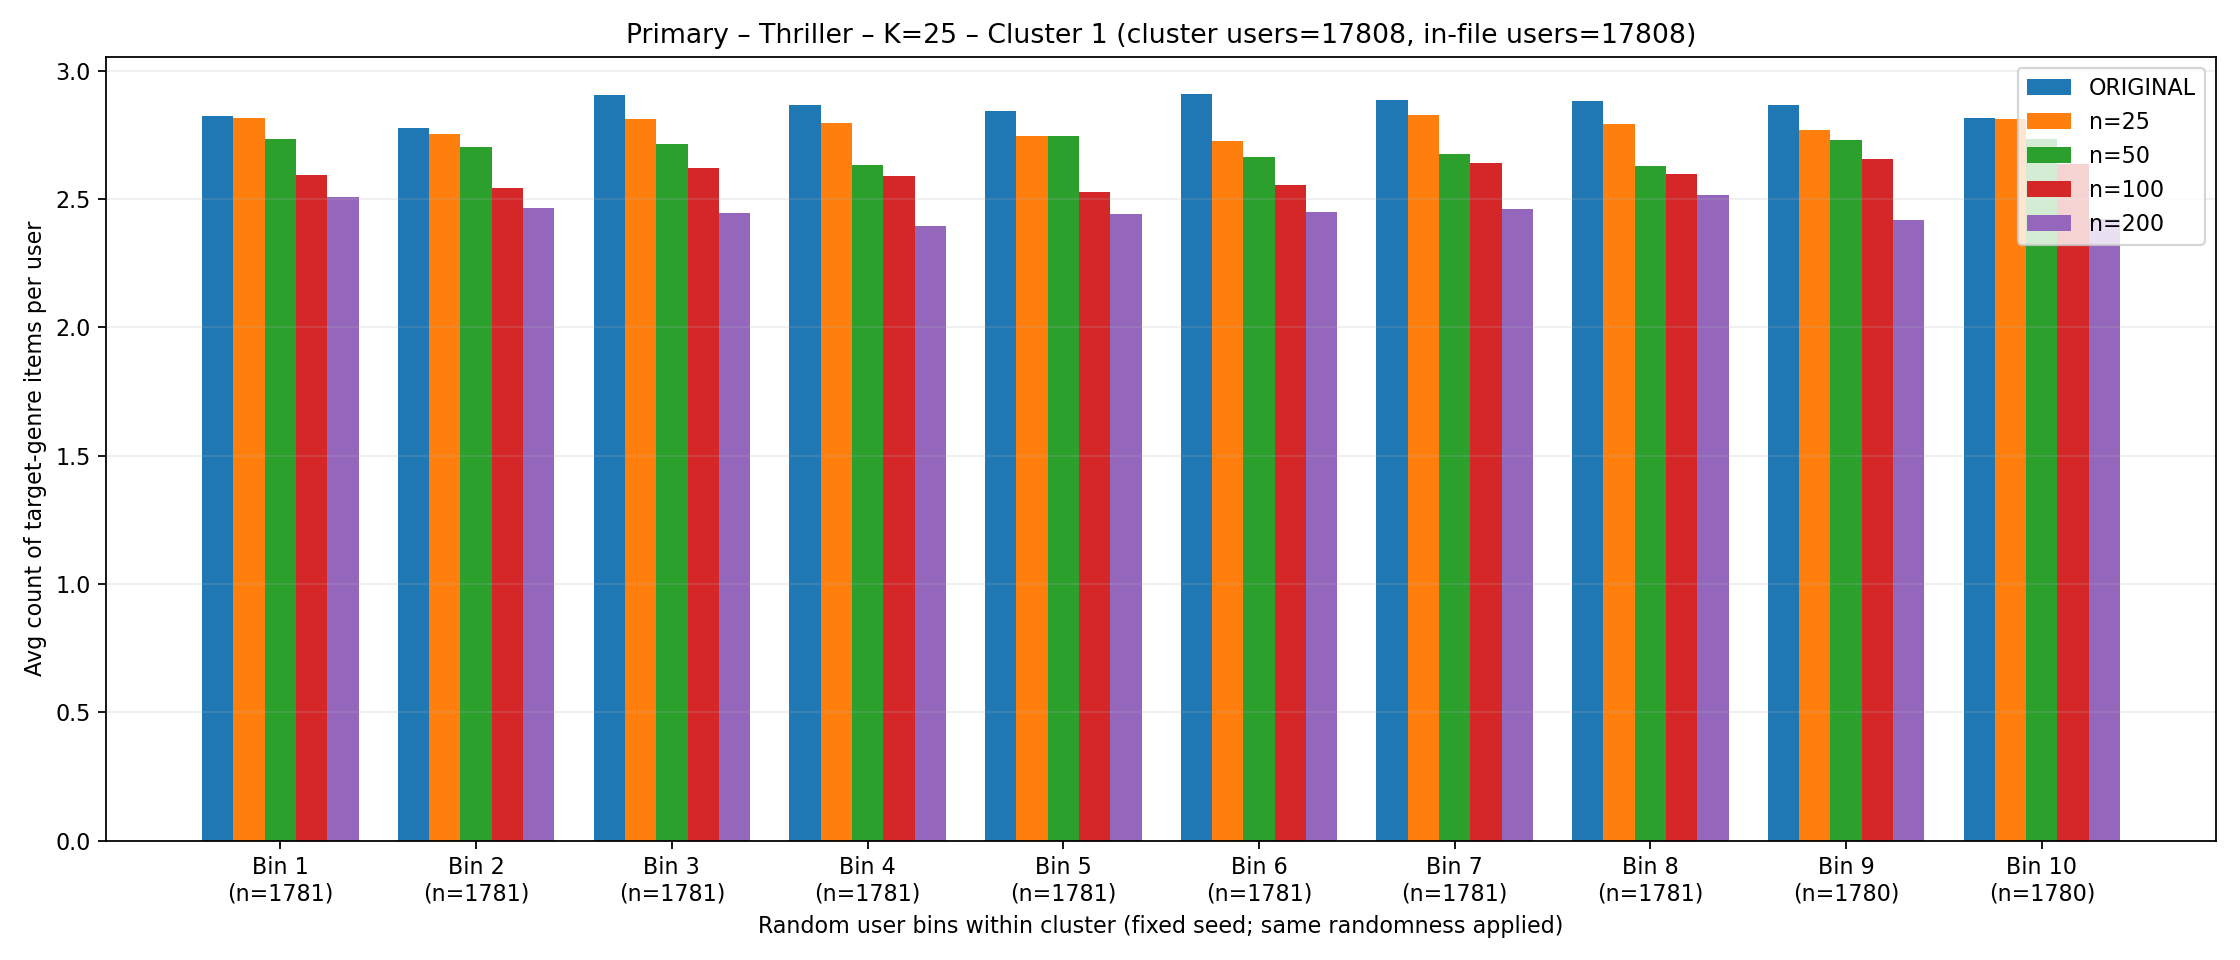 Primary – Thriller – K=25 – Cluster 1 (cluster users=17808, in-file users=17808)
Avg count of target-genre items per user
3.0
2.5
2.0
1.5
1.0
0.5
0.0
ORIGINAL
n=25
n=50
n=100
n=200
Bin 1
(n=1781)
Bin 2
(n=1781)
Bin 3
(n=1781)
Bin 4
(n=1781)
Bin 5
(n=1781)
Bin 6
(n=1781)
Bin 7
(n=1781)
Bin 8
(n=1781)
Bin 9
(n=1780)
Bin 10
(n=1780)
Random user bins within cluster (fixed seed; same randomness applied)